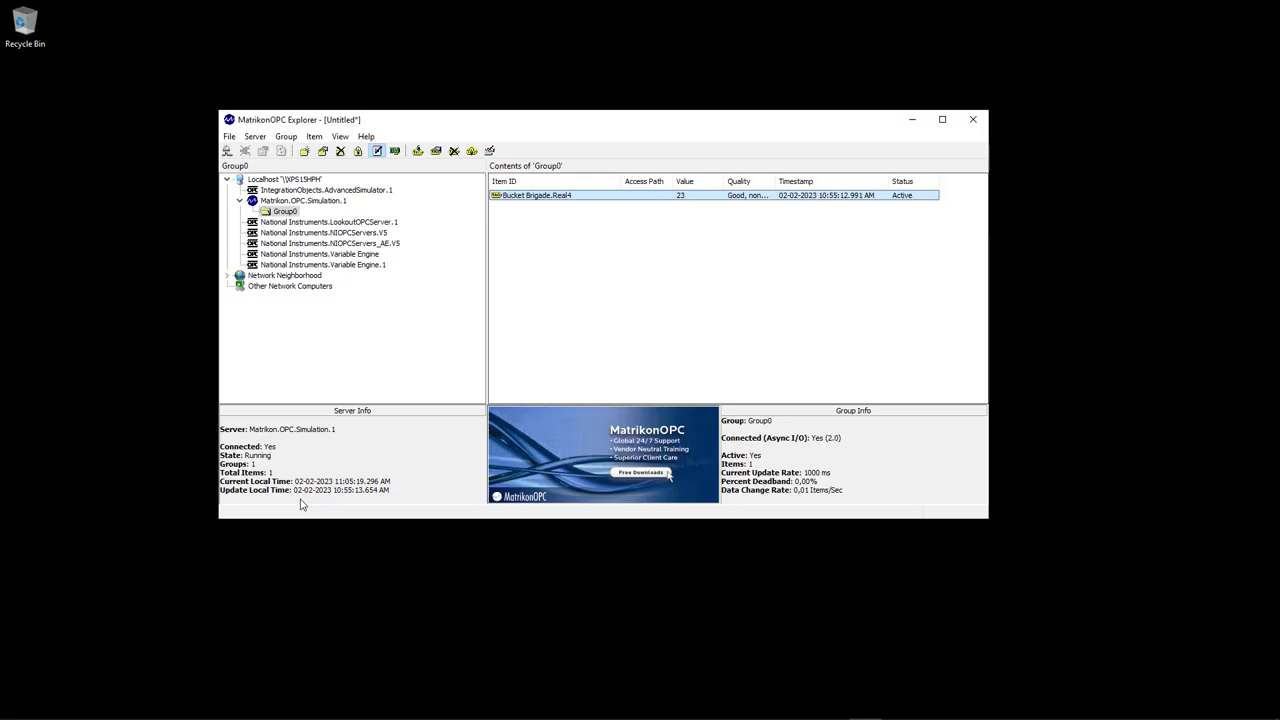 Recycle Bin
MatrikonOPC Explorer - [Untitled*]
File Server Group Item View Help
Group0
Contents of 'Group0'
Localhost '\\XPS15HPH'
IntegrationObjects.AdvancedSimulator.1
Matrikon.OPC.Simulation.1
Group0
National Instruments.LookoutOPCServer.1
National Instruments.NIOPCServers.V5
National Instruments.NIOPCServers_AE.V5
National Instruments.Variable Engine
National Instruments.Variable Engine.1
Network Neighborhood
Other Network Computers
Item ID Access Path Value Quality Timestamp Status
Bucket Brigade.Real4 23 Good, non... 02-02-2023 10:55:12.991 AM Active
Server Info
Server: Matrikon.OPC.Simulation.1
Connected: Yes
State: Running
Groups: 1
Total Items: 1
Current Local Time: 02-02-2023 11:05:19.296 AM
Update Local Time: 02-02-2023 10:55:13.654 AM
MatrikonOPC
• Global 24/7 Support
• Vendor Neutral Training
• Superior Client Care
Free Downloads
MatrikonOPC
Group Info
Group: Group0
Connected (Async I/O): Yes (2.0)
Active: Yes
Items: 1
Current Update Rate: 1000 ms
Percent Deadband: 0,00%
Data Change Rate: 0,01 Items/Sec